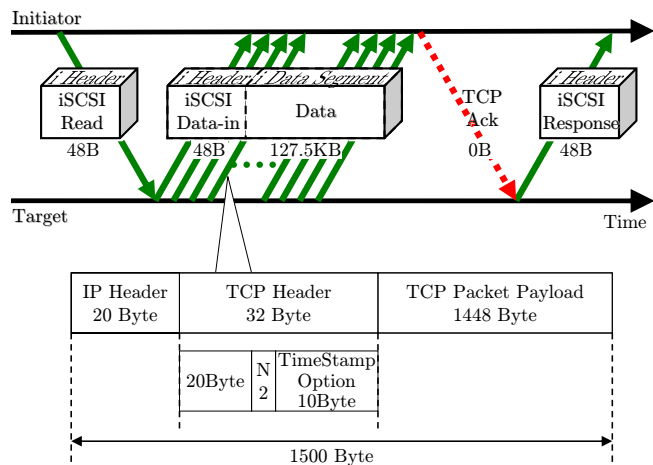 Initiator
i Header
i Header
i Data Segment
i Header
iSCSI
Read
iSCSI
Data-in
Data
TCP
Ack
iSCSI
Response
48B
48B
127.5KB
0B
48B
Target
Time
IP Header
20 Byte
TCP Header
32 Byte
TCP Packet Payload
1448 Byte
20Byte
N
2
TimeStamp
Option
10Byte
1500 Byte